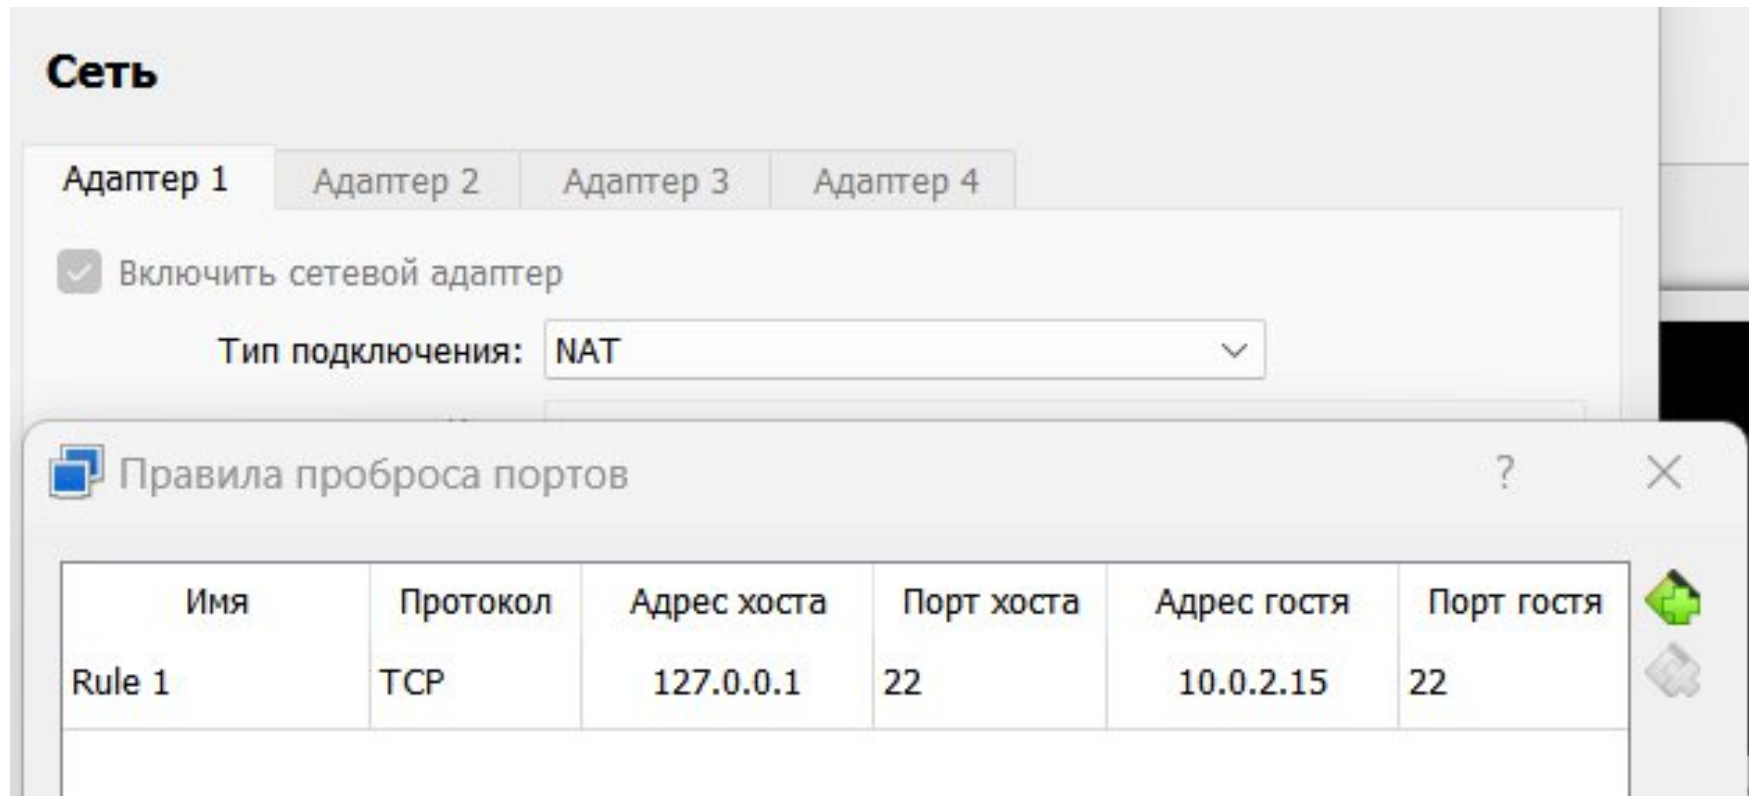 Сеть
Адаптер 1 Адаптер 2 Адаптер 3 Адаптер 4
Включить сетевой адаптер
Тип подключения: NAT
Правила проброса портов ?
Имя Протокол Адрес хоста Порт хоста Адрес гостя Порт гостя
Rule 1 TCP 127.0.0.1 22 10.0.2.15 22